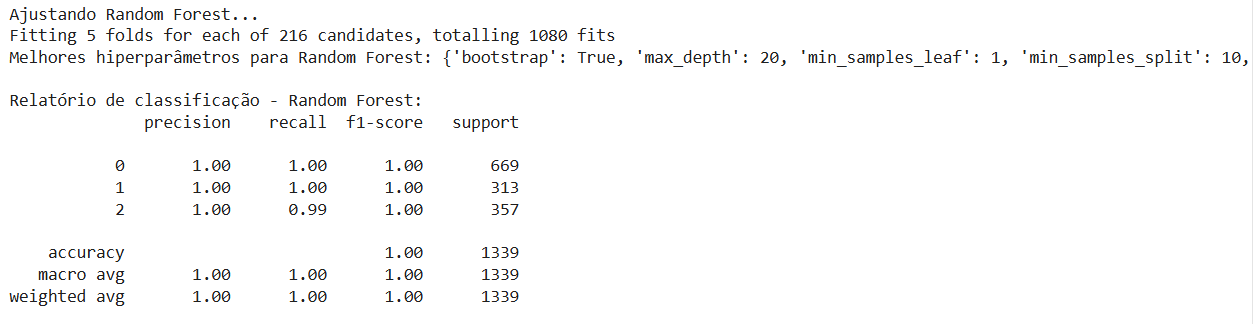 Ajustando Random Forest...
Fitting 5 folds for each of 216 candidates, totalling 1080 fits
Melhores hiperparâmetros para Random Forest: {'bootstrap': True, 'max_depth': 20, 'min_samples_leaf': 1, 'min_samples_split': 10,
Relatório de classificação - Random Forest:
precision recall f1-score support
0 1.00 1.00 1.00 669
1 1.00 1.00 1.00 313
2 1.00 0.99 1.00 357
accuracy 1.00 1339
macro avg 1.00 1.00 1.00 1339
weighted avg 1.00 1.00 1.00 1339